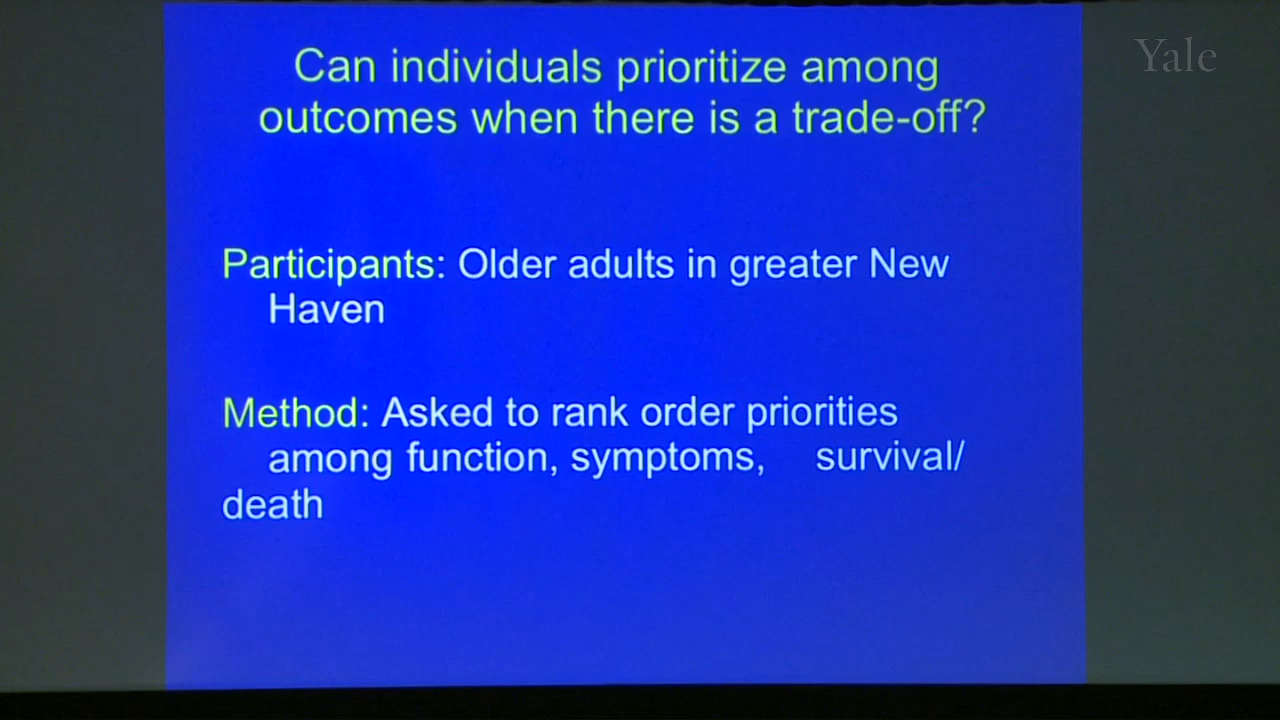 Yale
Can individuals prioritize among
outcomes when there is a trade-off?
Participants: Older adults in greater New
Haven
Method: Asked to rank order priorities
among function, symptoms, survival/
death